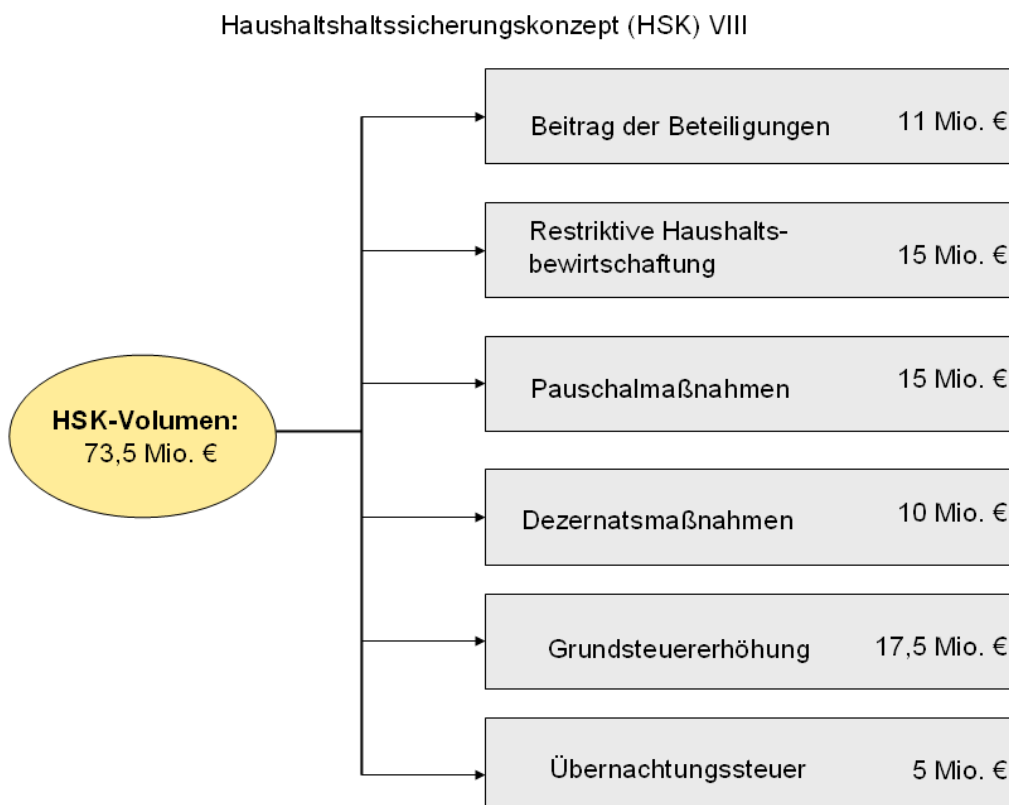 Haushaltshaltssicherungskonzept (HSK) VIII
Beitrag der Beteiligungen 11 Mio. €
Restriktive Haushalts-
bewirtschaftung 15 Mio. €
Pauschalmaßnahmen 15 Mio. €
HSK-Volumen:
73,5 Mio. €
Dezernatsmaßnahmen 10 Mio. €
Grundsteuererhöhung 17,5 Mio. €
Übernachtungssteuer 5 Mio. €